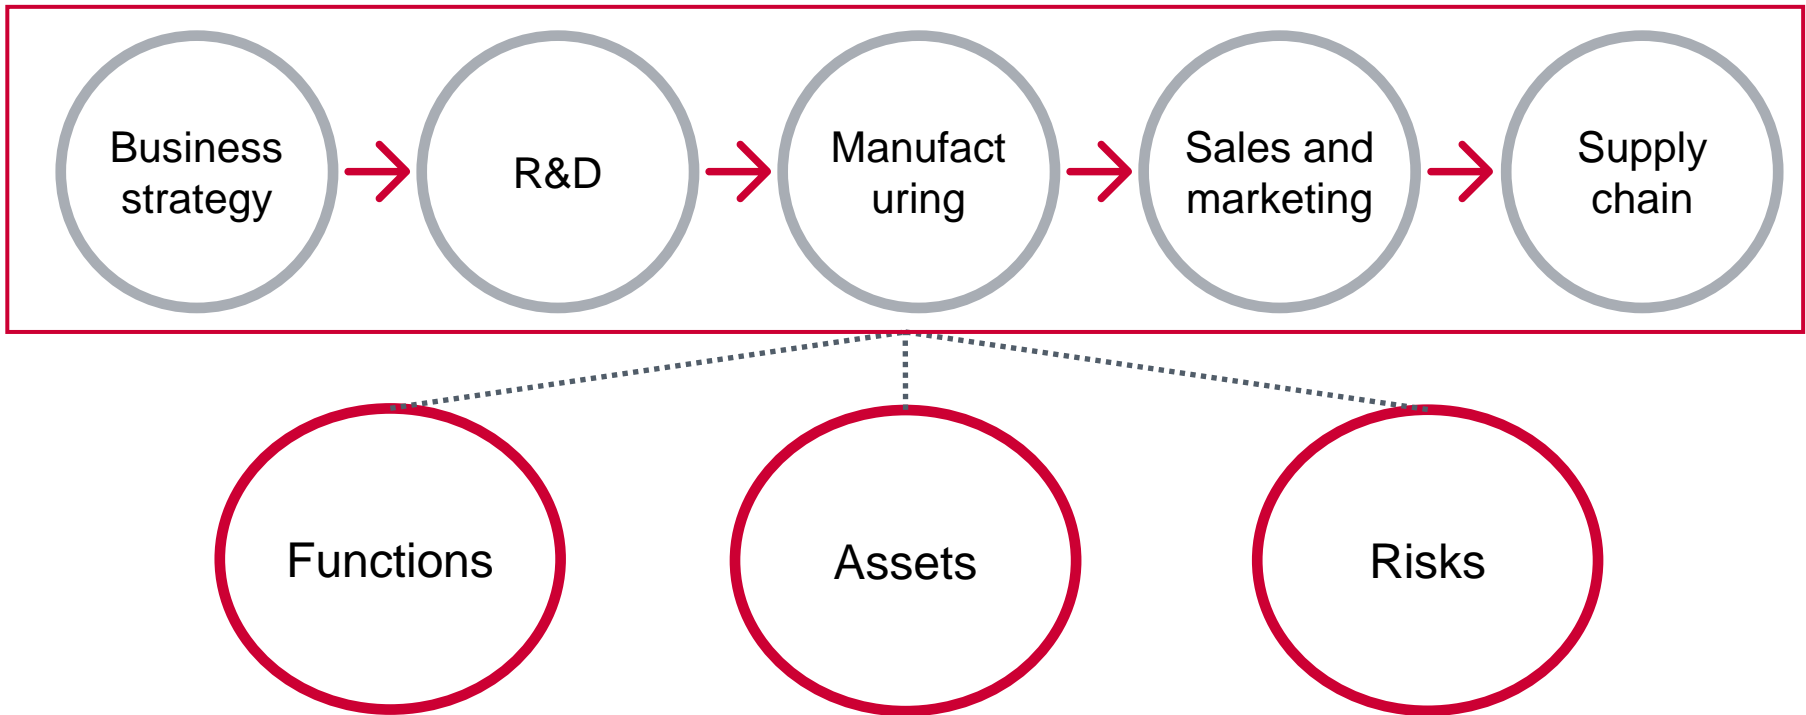 Business
strategy
R&D
Manufact
uring
Sales and
marketing
Supply
chain
Functions
Assets
Risks